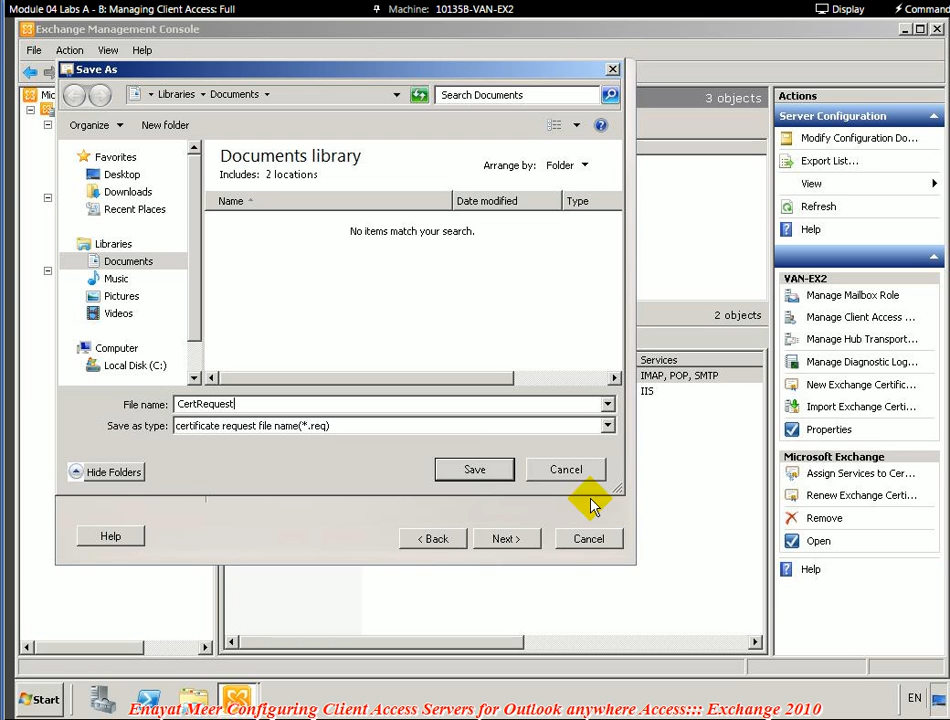 Module 04 Labs A - B: Managing Client Access: Full
Machine: 10135B-VAN-EX2
Display
Command
Exchange Management Console
File Action View Help
Save As
Libraries Documents
Search Documents
Organize New folder
Favorites
Desktop
Downloads
Recent Places
Libraries
Documents
Music
Pictures
Videos
Computer
Local Disk (C:)
Documents library
Includes: 2 locations
Arrange by: Folder
Name Date modified Type
No items match your search.
File name: CertRequest
Save as type: certificate request file name(*.req)
Hide Folders
Save
Cancel
Help
< Back
Next >
Cancel
Mic
3 objects
2 objects
Services
IMAP, POP, SMTP
IIS
Actions
Server Configuration
Modify Configuration Do...
Export List...
View
Refresh
Help
VAN-EX2
Manage Mailbox Role
Manage Client Access ...
Manage Hub Transport...
Manage Diagnostic Log...
New Exchange Certific...
Import Exchange Certi...
Properties
Microsoft Exchange
Assign Services to Cer...
Renew Exchange Certi...
Remove
Open
Help
Start
EN
Enayat Meer Configuring Client Access Servers for Outlook anywhere Access::: Exchange 2010